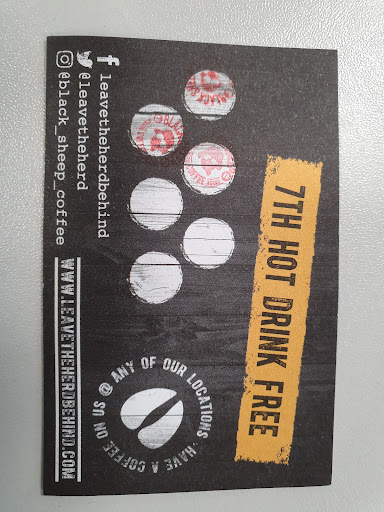 7TH HOT DRINK FREE
HAVE A COFFEE ON US @ ANY OF OUR LOCATIONS.
leavetheherdbehind
@leavetheherd
@black_sheep_coffee
WWW.LEAVETHEHERDBEHIND.COM